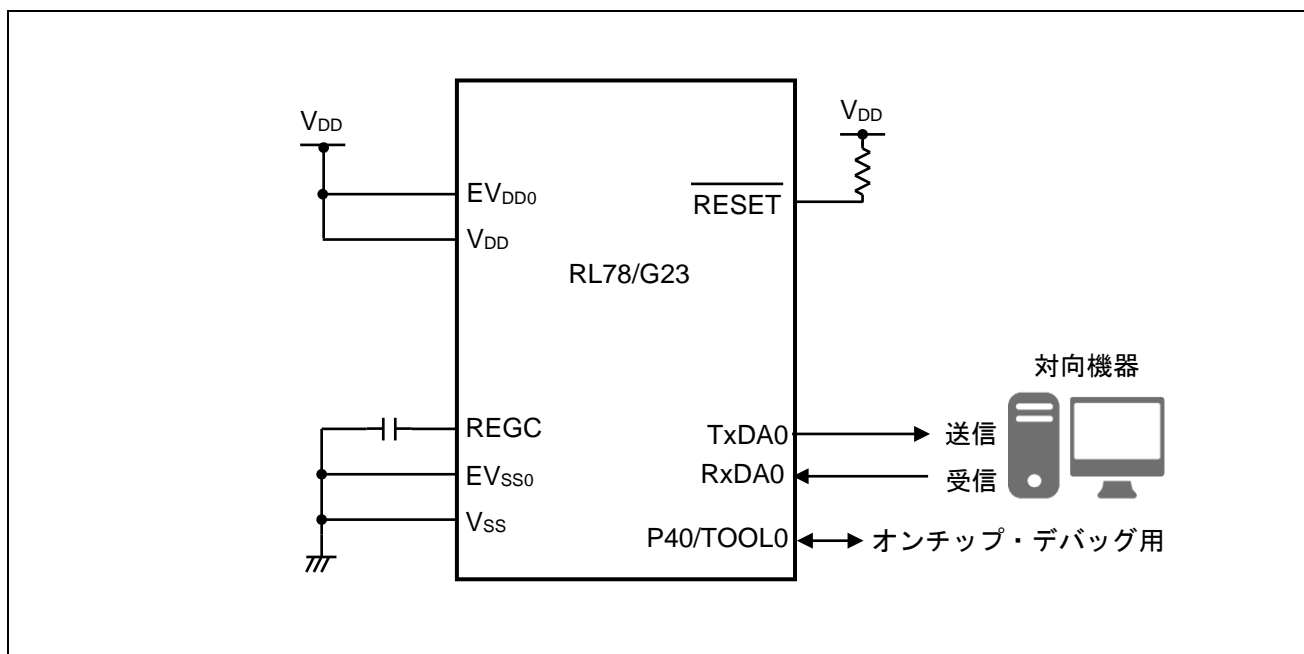 VDD
EVDD0
VDD
RL78/G23
REGC
EVSS0
VSS
VDD
RESET
対向機器
TxDA0
送信
RxDA0
受信
P40/TOOL0
オンチップ・デバッグ用